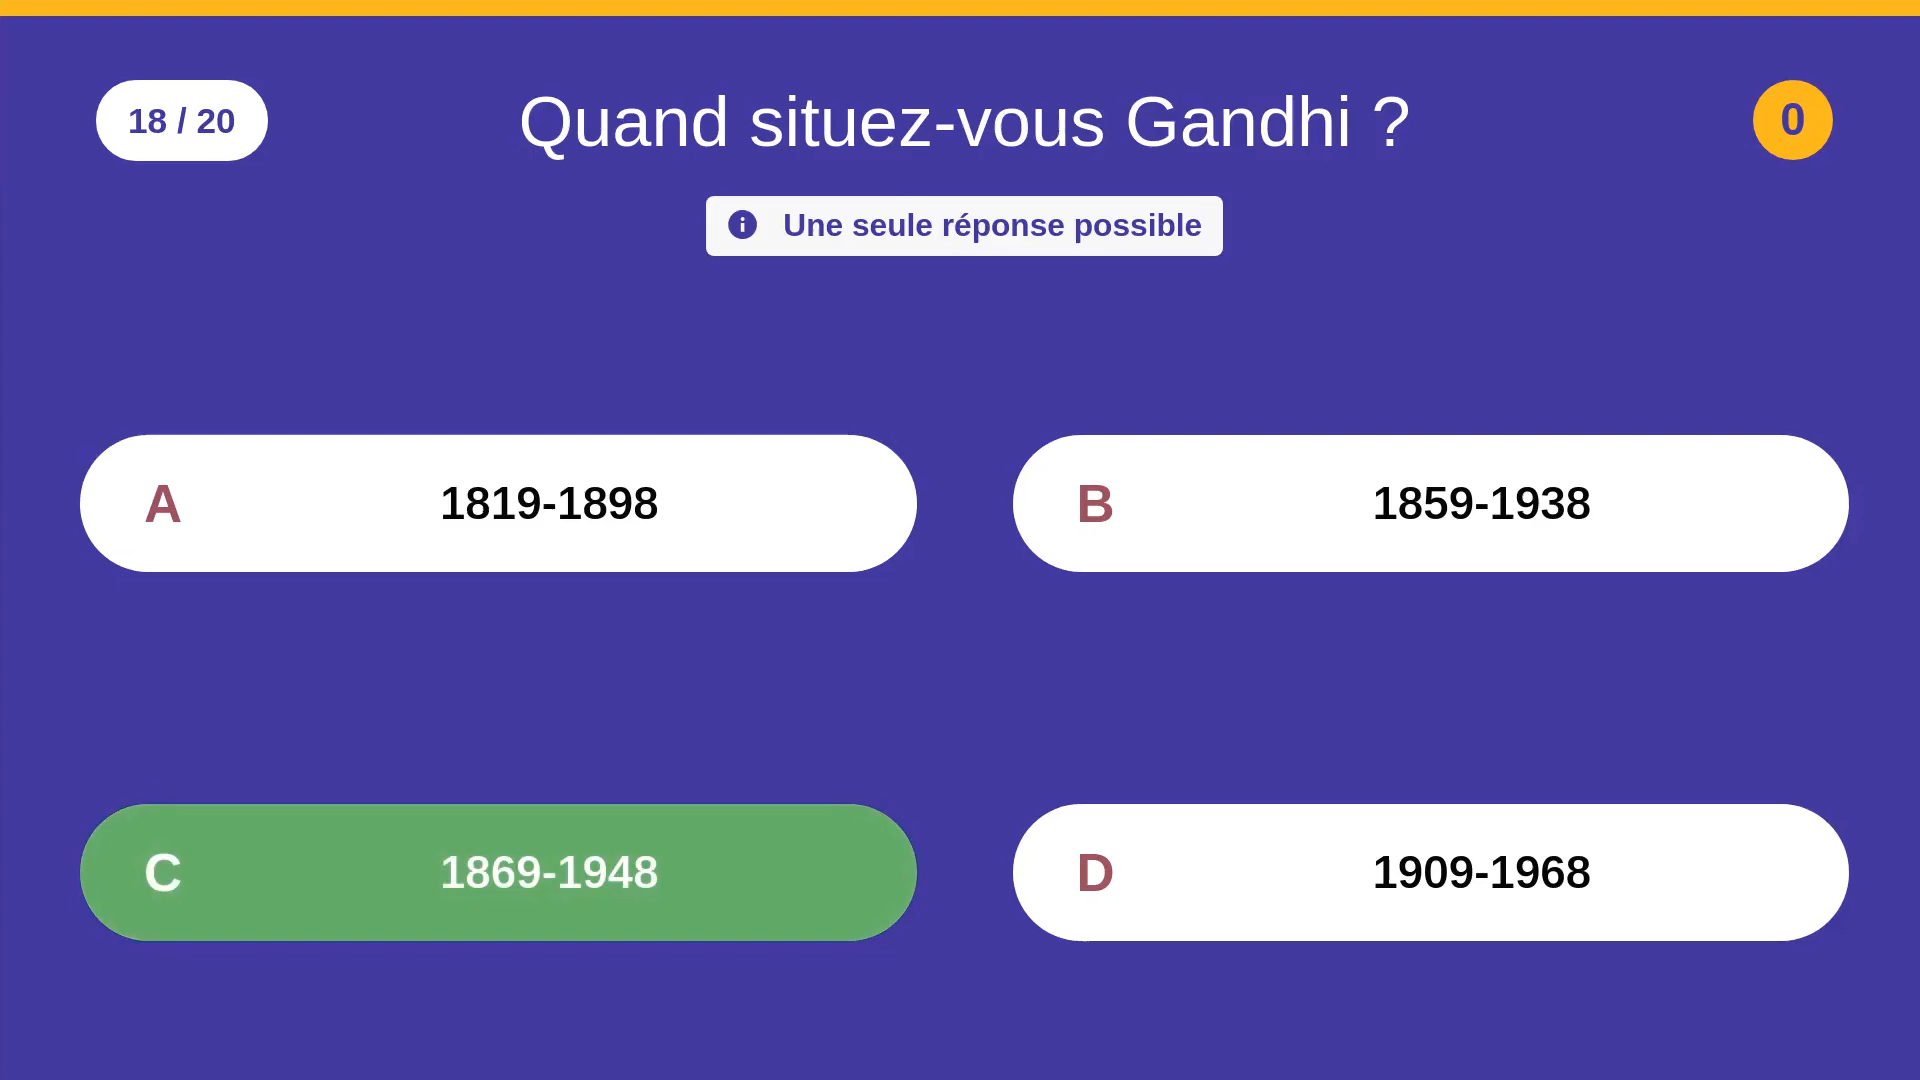 18 / 20
Quand situez-vous Gandhi ?
0
Une seule réponse possible
A 1819-1898
B 1859-1938
C 1869-1948
D 1909-1968